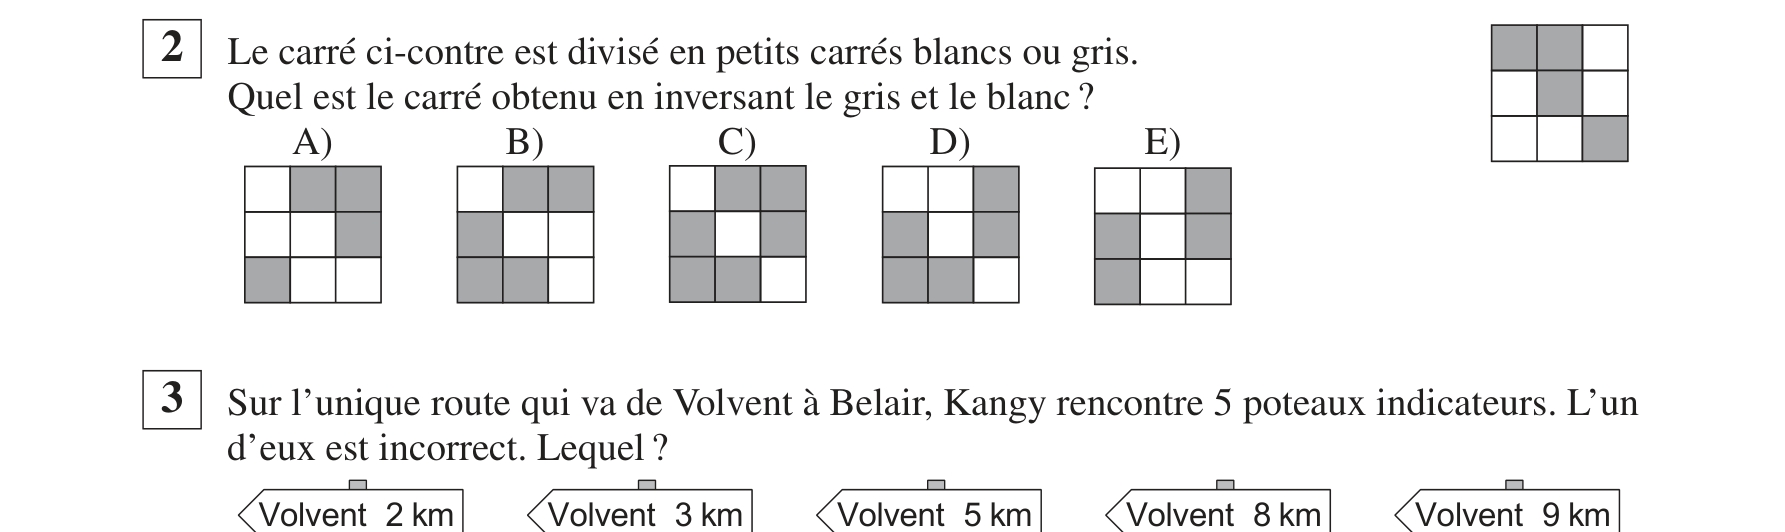 2 Le carré ci-contre est divisé en petits carrés blancs ou gris.
Quel est le carré obtenu en inversant le gris et le blanc ?
A) B) C) D) E)
3 Sur l’unique route qui va de Volvent à Belair, Kangy rencontre 5 poteaux indicateurs. L’un
d’eux est incorrect. Lequel ?
Volvent 2 km Volvent 3 km Volvent 5 km Volvent 8 km Volvent 9 km